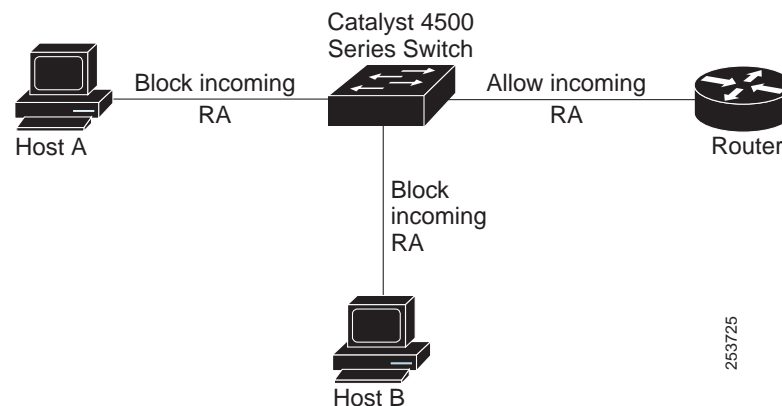 Catalyst 4500
Series Switch
Block incoming
RA
Allow incoming
RA
Host A
Router
Block
incoming
RA
Host B
253725